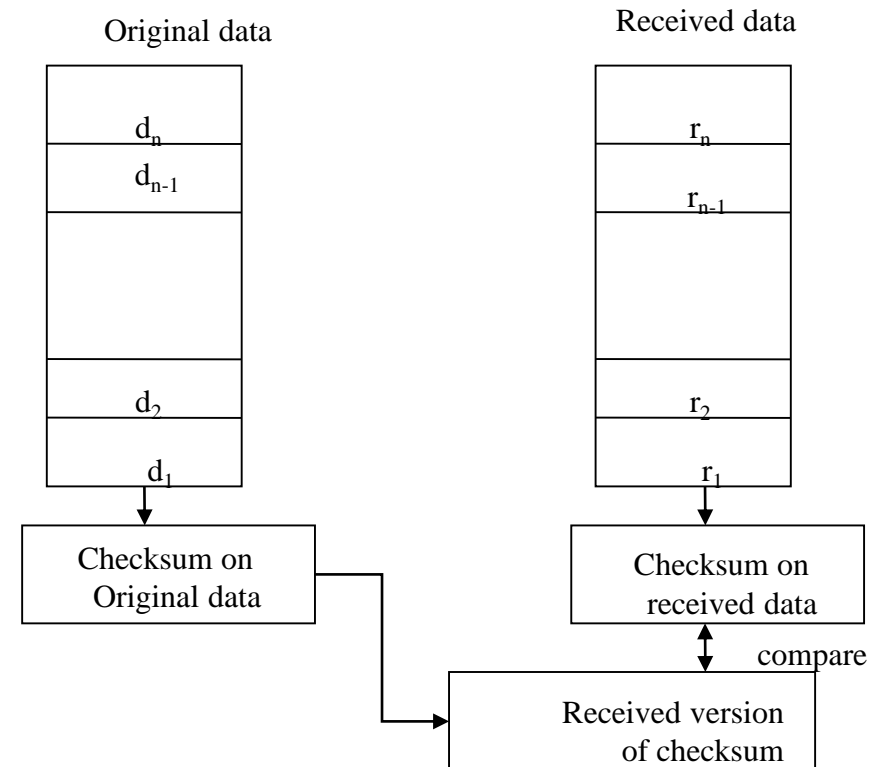 Original data
Received data
dₙ
rₙ
dₙ₋₁
rₙ₋₁
d₂
r₂
d₁
r₁
Checksum on
Original data
Checksum on
received data
compare
Received version
of checksum